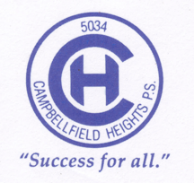 5034
CH
CAMPBELLFIELD HEIGHTS P.S.
"Success for all."